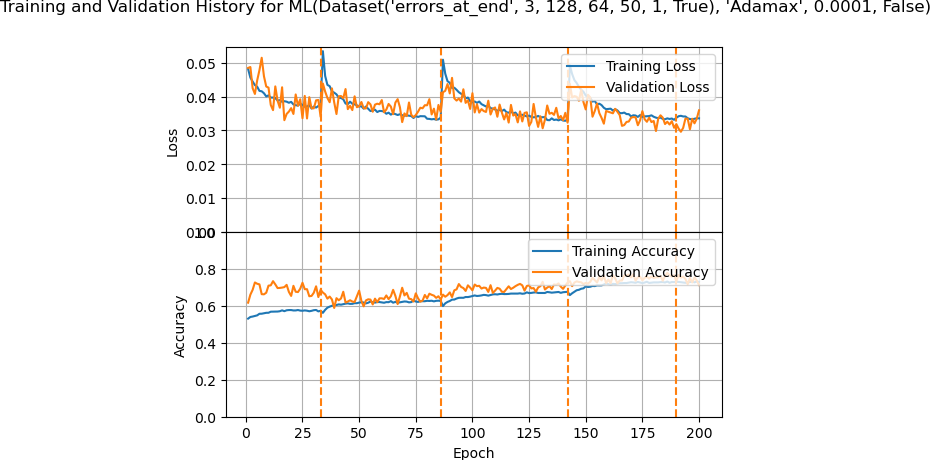 Training and Validation History for ML(Dataset('errors_at_end', 3, 128, 64, 50, 1, True), 'Adamax', 0.0001, False)
0.05
0.04
0.03
0.02
0.01
0.00
Loss
Training Loss
Validation Loss
1.0
0.8
0.6
0.4
0.2
0.0
Accuracy
Training Accuracy
Validation Accuracy
0 25 50 75 100 125 150 175 200
Epoch